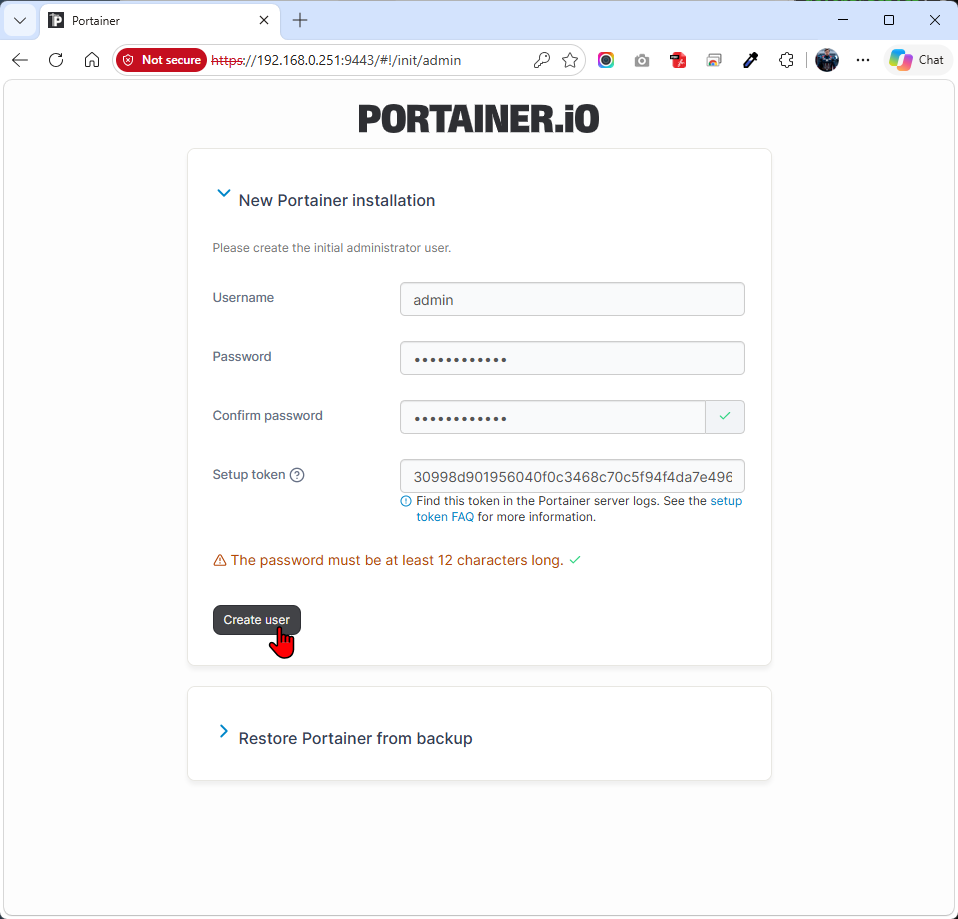 Portainer
Not secure https://192.168.0.251:9443/#!/init/admin
Chat
PORTAINER.iO
New Portainer installation
Please create the initial administrator user.
Username
admin
Password
••••••••••••
Confirm password
••••••••••••
Setup token
30998d901956040f0c3468c70c5f94f4da7e496
Find this token in the Portainer server logs. See the setup
token FAQ for more information.
The password must be at least 12 characters long.
Create user
Restore Portainer from backup